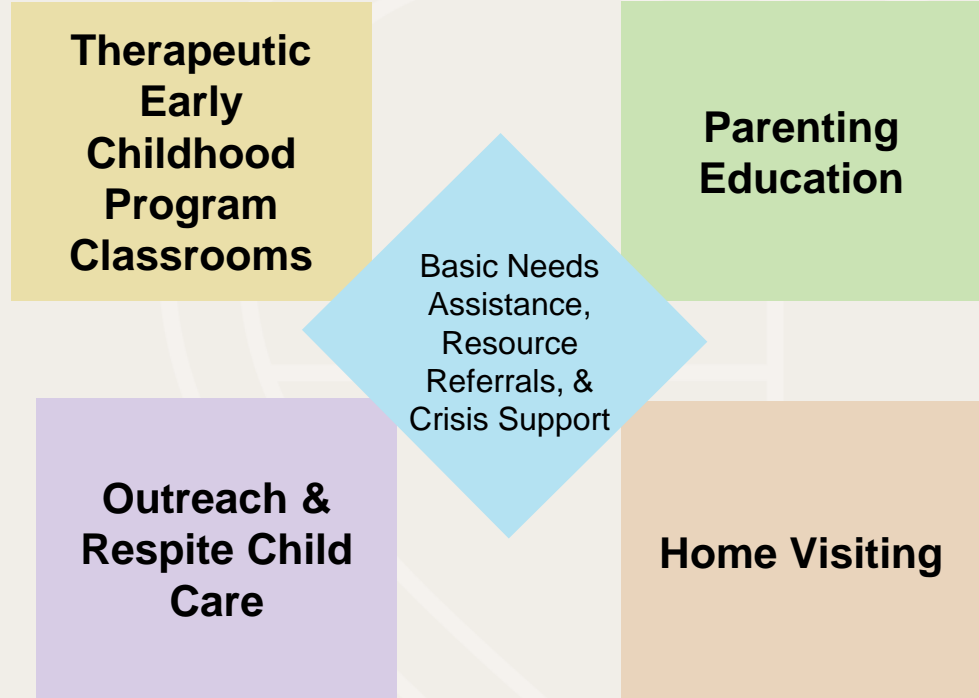 Therapeutic
Early
Childhood
Program
Classrooms
Parenting
Education
Basic Needs
Assistance,
Resource
Referrals, &
Crisis Support
Outreach &
Respite Child
Care
Home Visiting